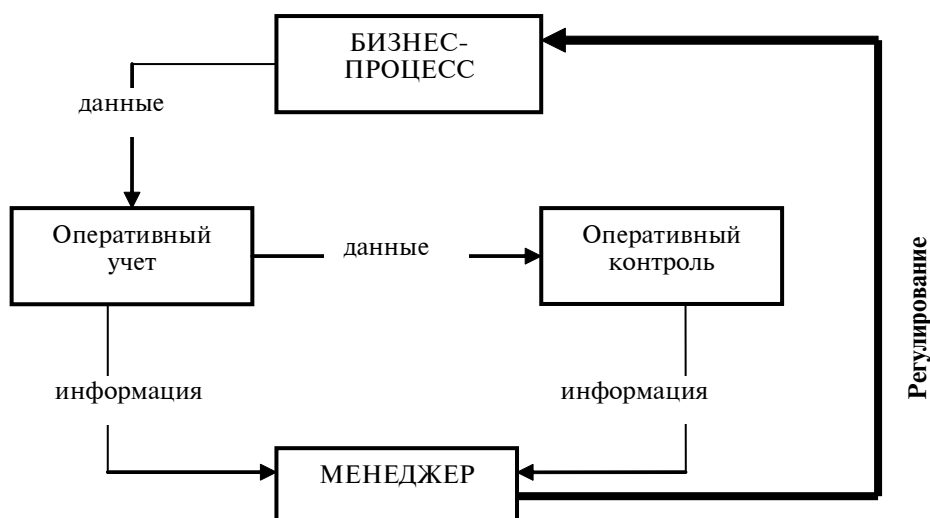 БИЗНЕС-
ПРОЦЕСС
данные
Оперативный
учет
данные
Оперативный
контроль
Регулирование
информация
информация
МЕНЕДЖЕР